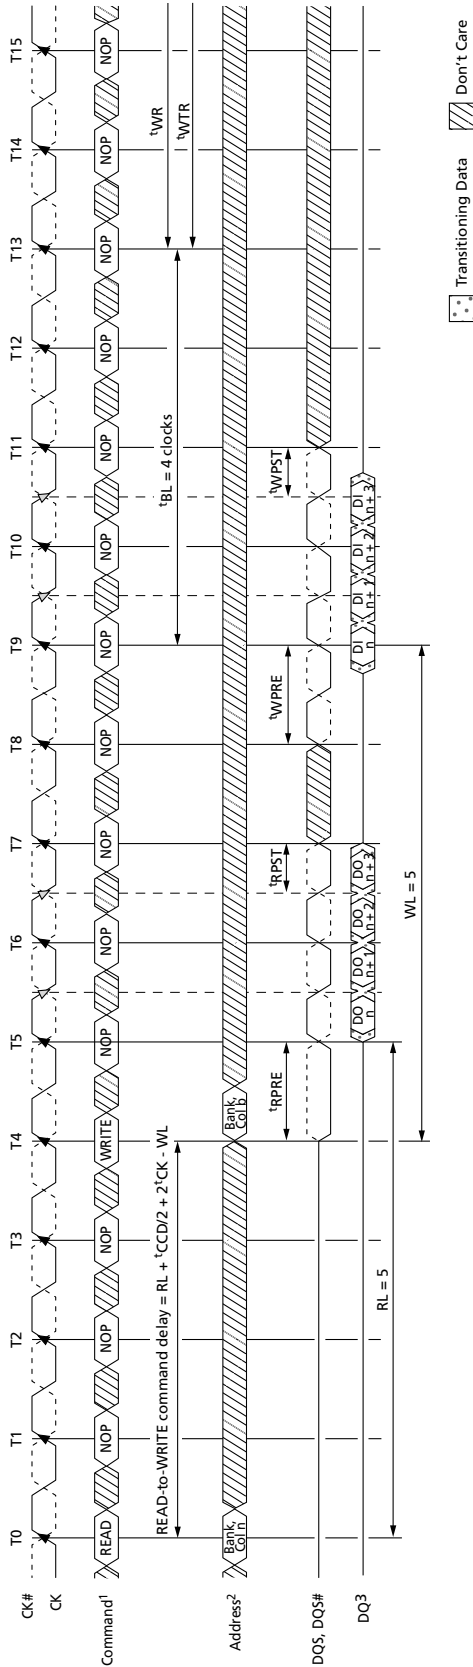 T0 T1 T2 T3 T4 T5 T6 T7 T8 T9 T10 T11 T12 T13 T14 T15
CK#
CK
Command1
READ NOP NOP NOP WRITE NOP NOP NOP NOP NOP NOP NOP NOP NOP NOP NOP
READ-to-WRITE command delay = RL + tCCD/2 + 2tCK - WL
tBL = 4 clocks
tWR
tWTR
Address2
Bank,
Col n
Bank,
Col b
tRPRE
tRPST
tWPRE
tWPST
DQS, DQS#
DQ3
DO
n
DO
n + 1
DO
n + 2
DO
n + 3
DI
n
DI
n + 1
DI
n + 2
DI
n + 3
RL = 5
WL = 5
Transitioning Data
Don't Care